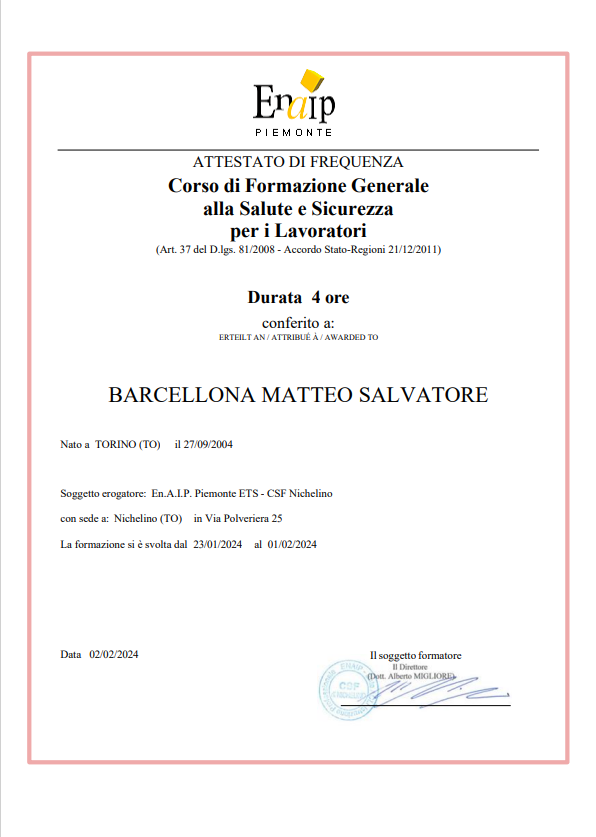 Enaip
PIEMONTE
ATTESTATO DI FREQUENZA
Corso di Formazione Generale
alla Salute e Sicurezza
per i Lavoratori
(Art. 37 del D.lgs. 81/2008 - Accordo Stato-Regioni 21/12/2011)
Durata 4 ore
conferito a:
ERTEILT AN / ATTRIBUÉ À / AWARDED TO
BARCELLONA MATTEO SALVATORE
Nato a TORINO (TO) il 27/09/2004
Soggetto erogatore: En.A.I.P. Piemonte ETS - CSF Nichelino
con sede a: Nichelino (TO) in Via Polveriera 25
La formazione si è svolta dal 23/01/2024 al 01/02/2024
Data 02/02/2024
Il soggetto formatore
Il Direttore
(Dott. Alberto MIGLIORE)
ENAIP
CSF